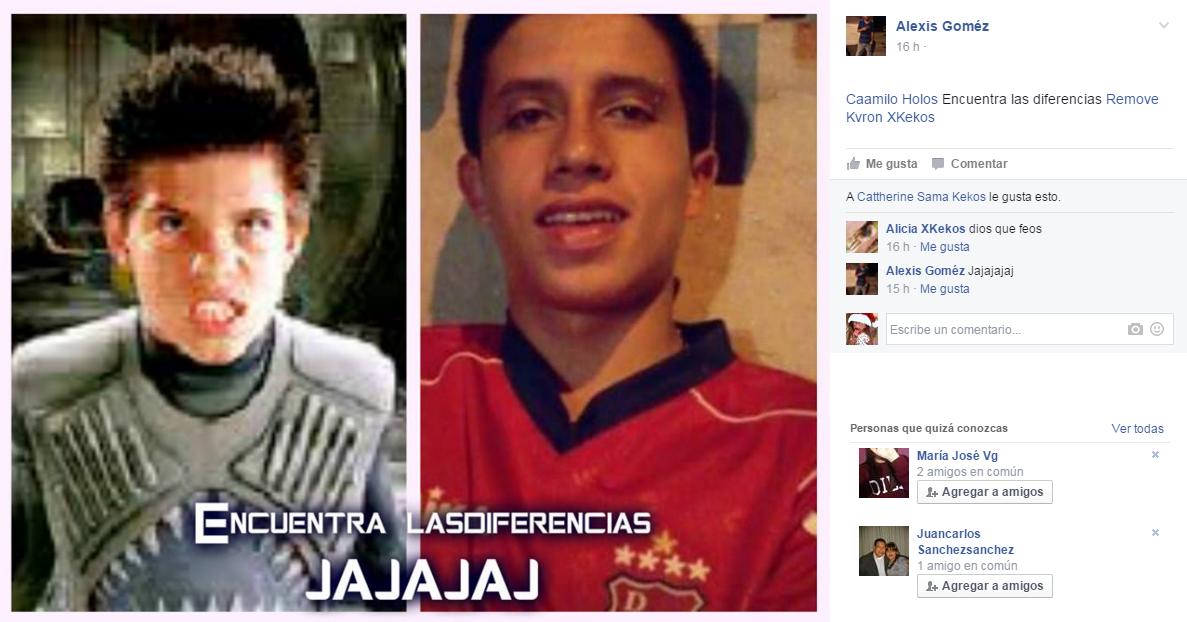 ENCUENTRA LASDIFERENCIAS
JAJAJAJ
D
Alexis Goméz
16 h ·
Caamilo Holos Encuentra las diferencias Remove
Kvron XKekos
Me gusta Comentar
A Cattherine Sama Kekos le gusta esto.
Alicia XKekos dios que feos
16 h · Me gusta
Alexis Goméz Jajajajaj
15 h · Me gusta
Escribe un comentario...
Personas que quizá conozcas Ver todas
María José Vg
2 amigos en común
Agregar a amigos
Juancarlos
Sanchezsanchez
1 amigo en común
Agregar a amigos